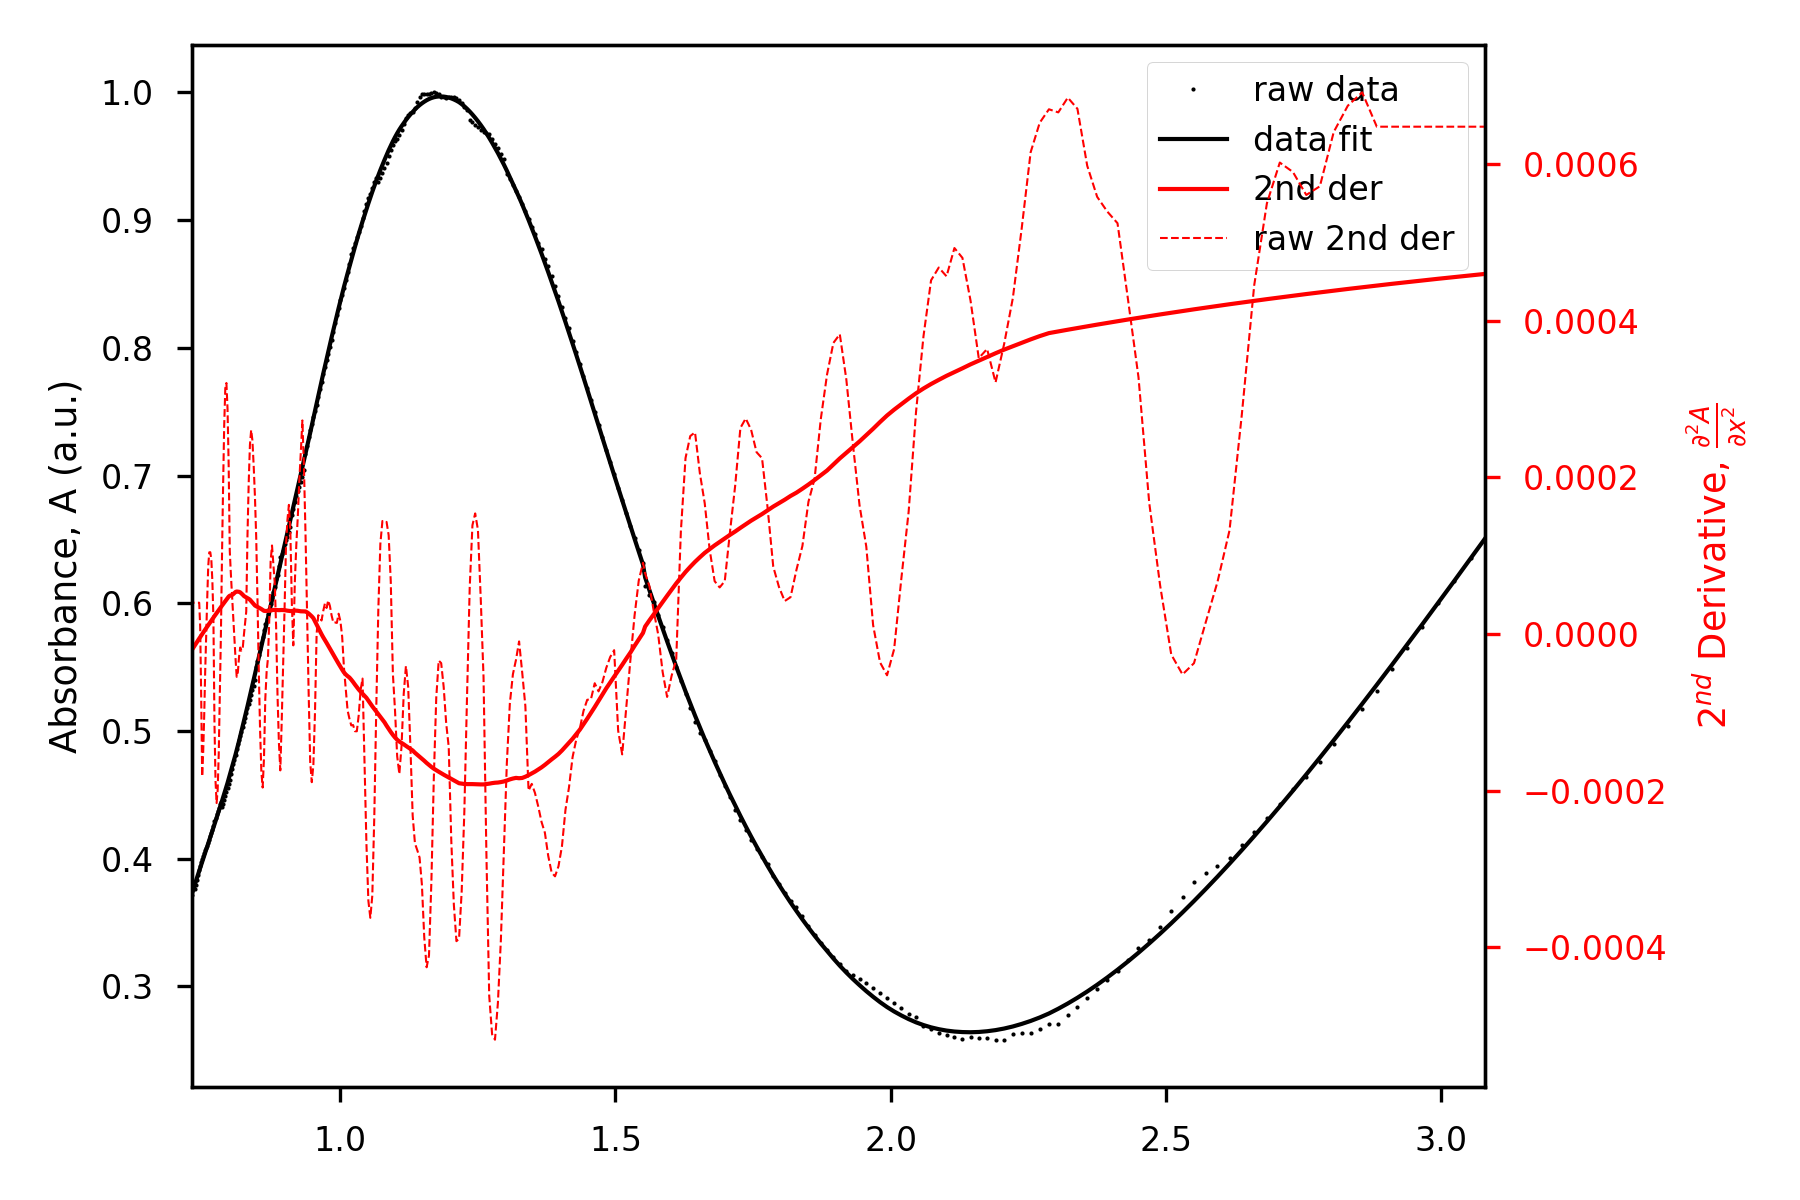 raw data
data fit
2nd der
raw 2nd der
1.0
0.9
0.8
0.7
0.6
0.5
0.4
0.3
Absorbance, A (a.u.)
0.0006
0.0004
0.0002
0.0000
−0.0002
−0.0004
2ⁿᵈ Derivative, ∂²A/∂x²
1.0 1.5 2.0 2.5 3.0